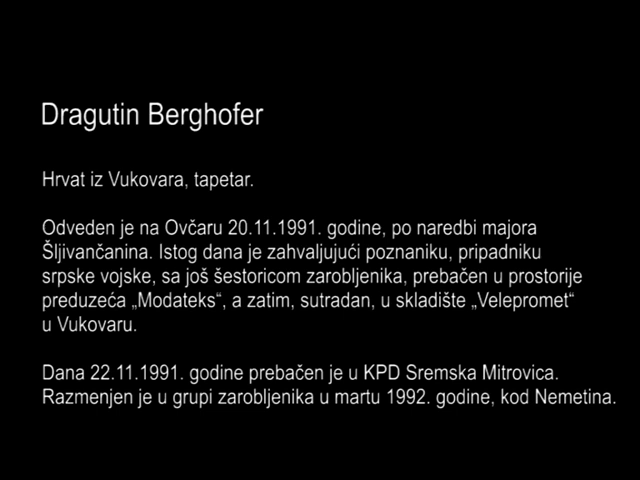 Dragutin Berghofer
Hrvat iz Vukovara, tapetar.
Odveden je na Ovčaru 20.11.1991. godine, po naredbi majora
Šljivančanina. Istog dana je zahvaljujući poznaniku, pripadniku
srpske vojske, sa još šestoricom zarobljenika, prebačen u prostorije
preduzeća „Modateks“, a zatim, sutradan, u skladište „Velepromet“
u Vukovaru.
Dana 22.11.1991. godine prebačen je u KPD Sremska Mitrovica.
Razmenjen je u grupi zarobljenika u martu 1992. godine, kod Nemetina.